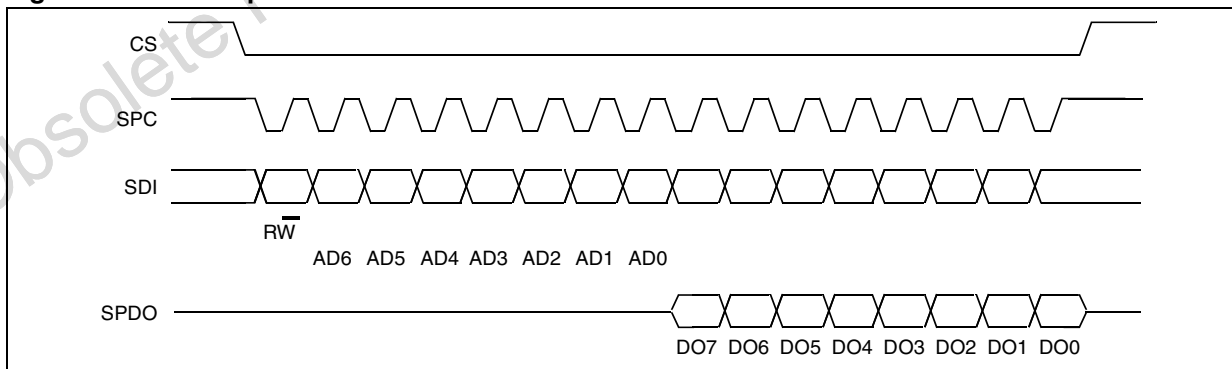 CS
SPC
SDI
RW
AD6 AD5 AD4 AD3 AD2 AD1 AD0
SPDO
DO7 DO6 DO5 DO4 DO3 DO2 DO1 DO0